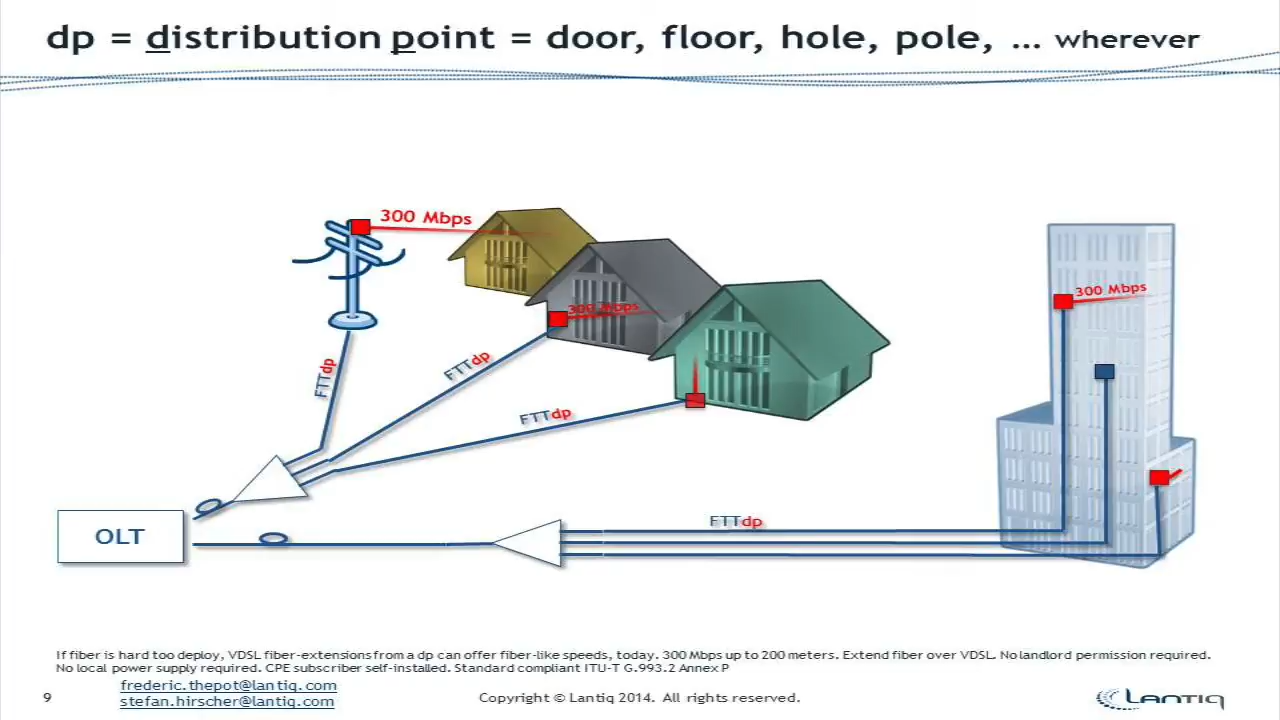 dp = distribution point = door, floor, hole, pole, ... wherever
300 Mbps
300 Mbps
300 Mbps
FTTdp
FTTdp
FTTdp
OLT
FTTdp
If fiber is hard too deploy, VDSL fiber-extensions from a dp can offer fiber-like speeds, today. 300 Mbps up to 200 meters. Extend fiber over VDSL. No landlord permission required.
No local power supply required. CPE subscriber self-installed. Standard compliant ITU-T G.993.2 Annex P
frederic.thepot@lantiq.com
9 Copyright © Lantiq 2014. All rights reserved.
stefan.hirscher@lantiq.com
Lantiq